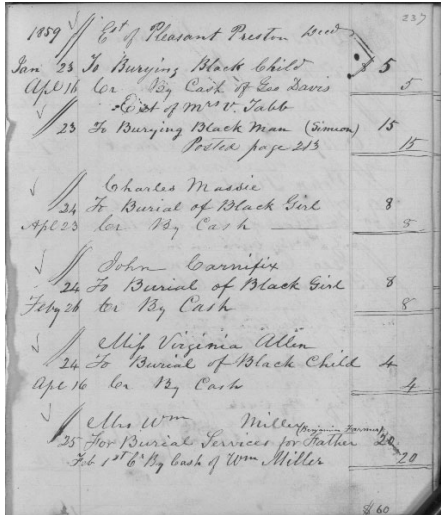 237
1859 Est of Pleasant Preston Decd
Jan 23 To Burying Black Child $ 5
Apl 16 Cr By Cash of Geo Davis 5
Est of Mrs V. Tabb
23 To Burying Black Man (Simeon) 15
Posted page 213 15
Charles Massie
24 To Burial of Black Girl 8
Apl 23 Cr By Cash 8
John Carnifix
24 To Burial of Black Girl 8
Feby 26 Cr By Cash 8
Miss Virginia Allin
24 To Burial of Black Child 4
Apl 16 Cr By Cash 4
Mrs Wm Miller (Benjamin Farrow)
25 For Burial Services for Father 20
Feb 1st Cr By Cash of Wm Miller 20
$ 60